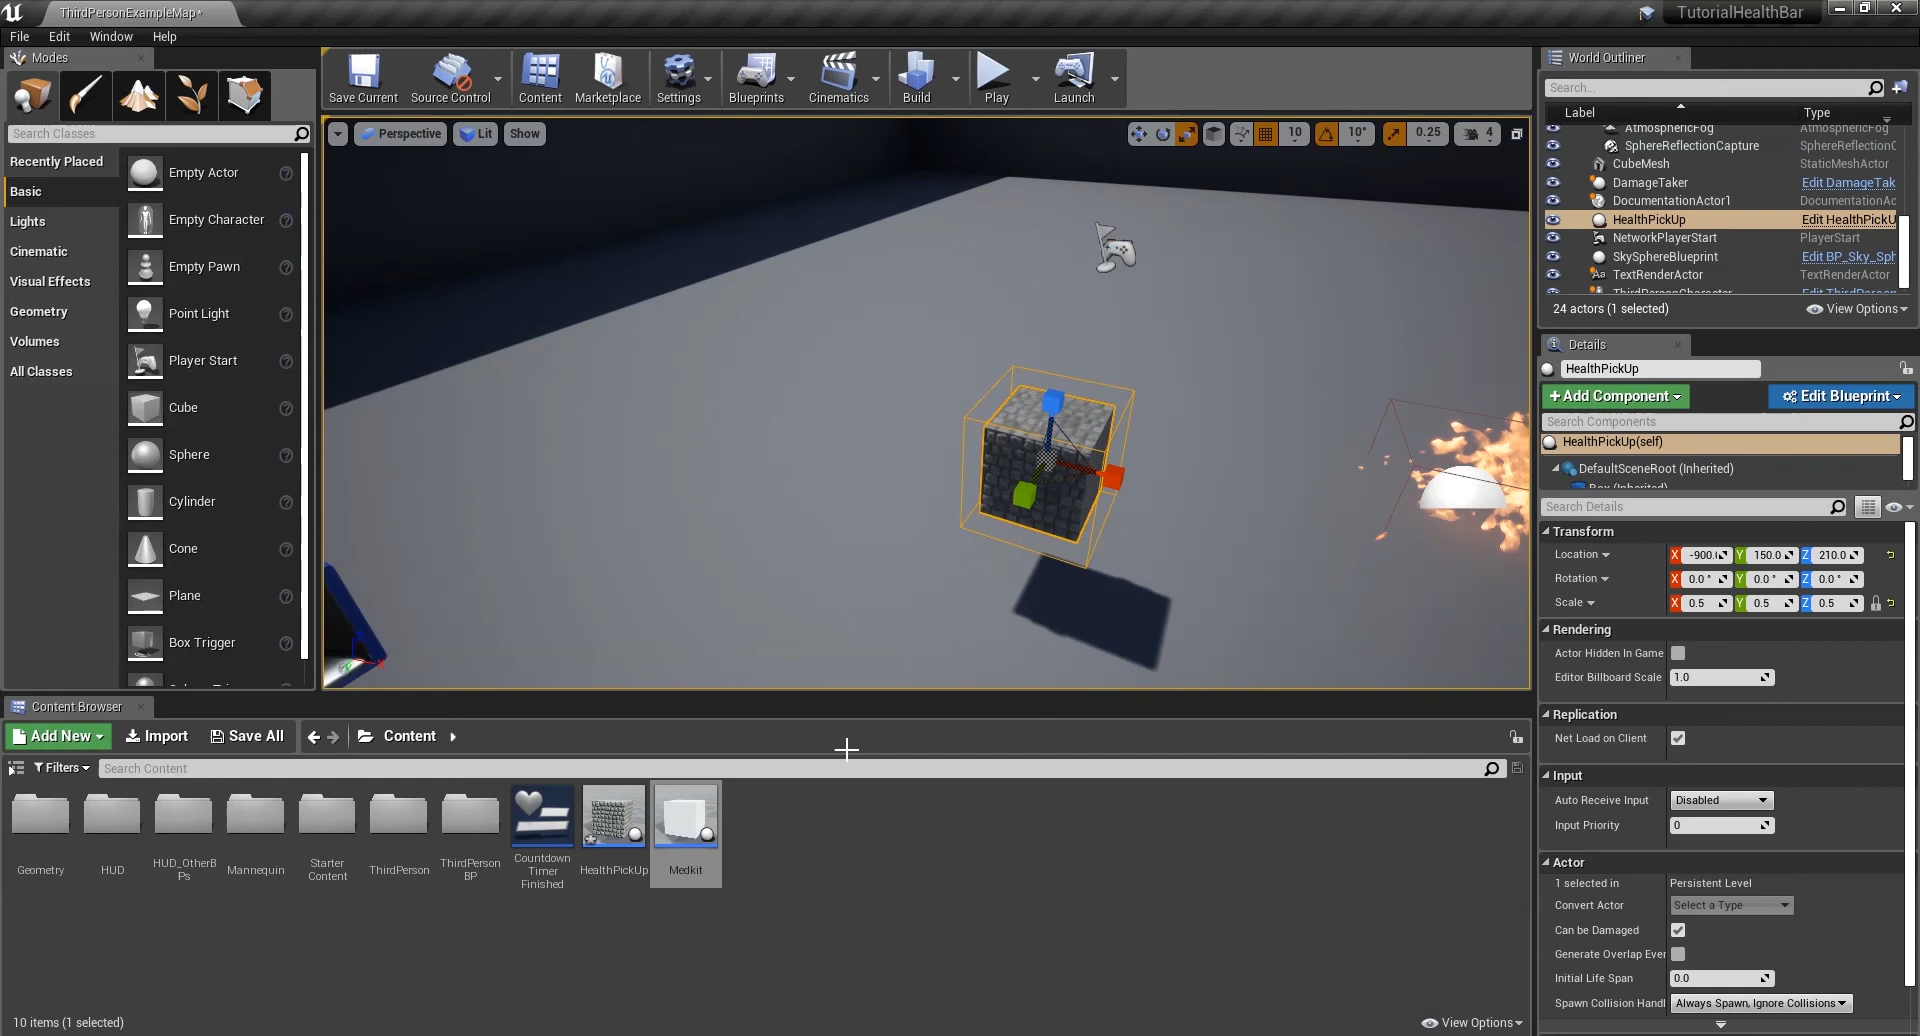 ThirdPersonExampleMap*
TutorialHealthBar
File Edit Window Help
Modes
Search Classes
Recently Placed
Basic
Lights
Cinematic
Visual Effects
Geometry
Volumes
All Classes
Empty Actor
Empty Character
Empty Pawn
Point Light
Player Start
Cube
Sphere
Cylinder
Cone
Plane
Box Trigger
Save Current
Source Control
Content
Marketplace
Settings
Blueprints
Cinematics
Build
Play
Launch
Perspective
Lit
Show
10
10°
0.25
4
World Outliner
Search...
Label Type
AtmosphericFog AtmosphericFog
SphereReflectionCapture SphereReflectionC
CubeMesh StaticMeshActor
DamageTaker Edit DamageTak
DocumentationActor1 DocumentationAc
HealthPickUp Edit HealthPickU
NetworkPlayerStart PlayerStart
SkySphereBlueprint Edit BP_Sky_Sph
TextRenderActor TextRenderActor
ThirdPersonCharacter Edit ThirdPerson
24 actors (1 selected)
View Options
Details
HealthPickUp
+Add Component
Edit Blueprint
Search Components
HealthPickUp(self)
DefaultSceneRoot (Inherited)
Box (Inherited)
Search Details
Transform
Location X -900.( Y 150.0 Z 210.0
Rotation X 0.0 ° Y 0.0 ° Z 0.0 °
Scale X 0.5 Y 0.5 Z 0.5
Rendering
Actor Hidden In Game
Editor Billboard Scale 1.0
Replication
Net Load on Client
Input
Auto Receive Input Disabled
Input Priority 0
Actor
1 selected in Persistent Level
Convert Actor Select a Type
Can be Damaged
Generate Overlap Ever
Initial Life Span 0.0
Spawn Collision Handl Always Spawn, Ignore Collisions
Content Browser
Add New
Import
Save All
Content
Filters
Search Content
Geometry
HUD
HUD_OtherB
Ps
Mannequin
Starter
Content
ThirdPerson
ThirdPerson
BP
Countdown
Timer
Finished
HealthPickUp
Medkit
10 items (1 selected)
View Options